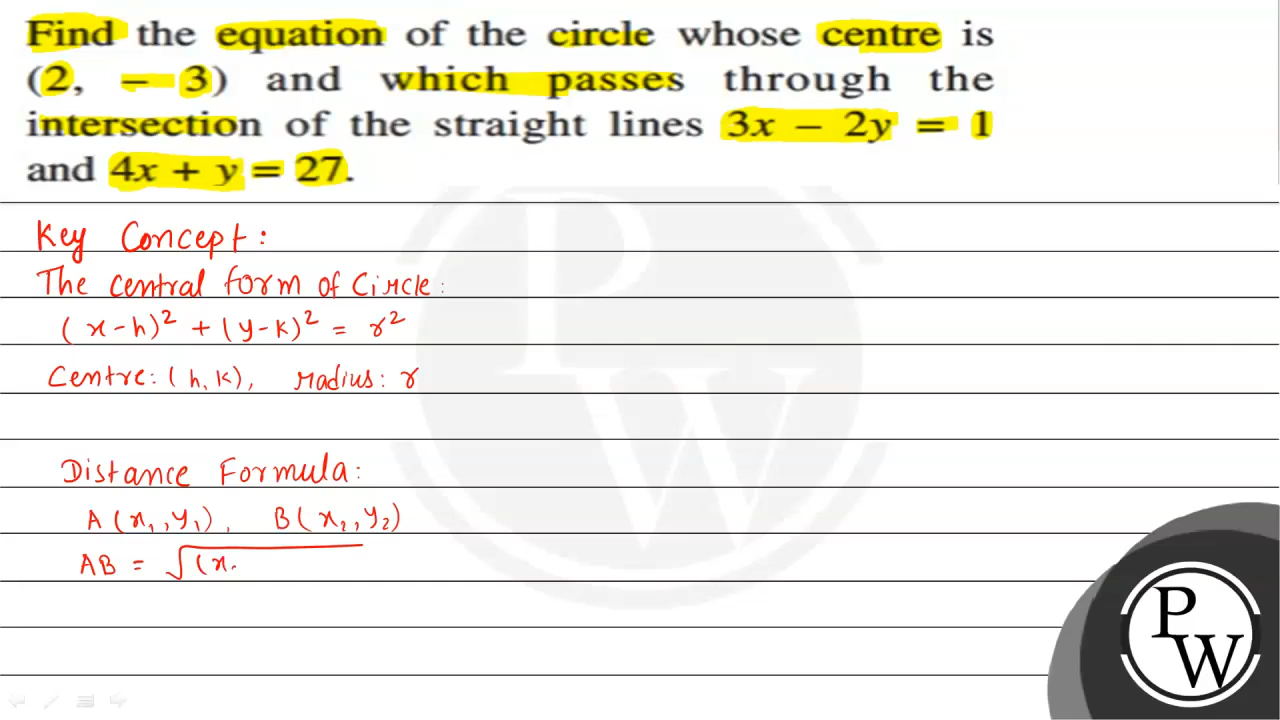 Find the equation of the circle whose centre is
(2, − 3) and which passes through the
intersection of the straight lines 3x − 2y = 1
and 4x + y = 27.
Key Concept:
The central form of Circle:
(x-h)² + (y-k)² = r²
Centre: (h, k), radius: r
Distance Formula:
A(x₁, y₁), B(x₂, y₂)
AB = √(x
PW
PW